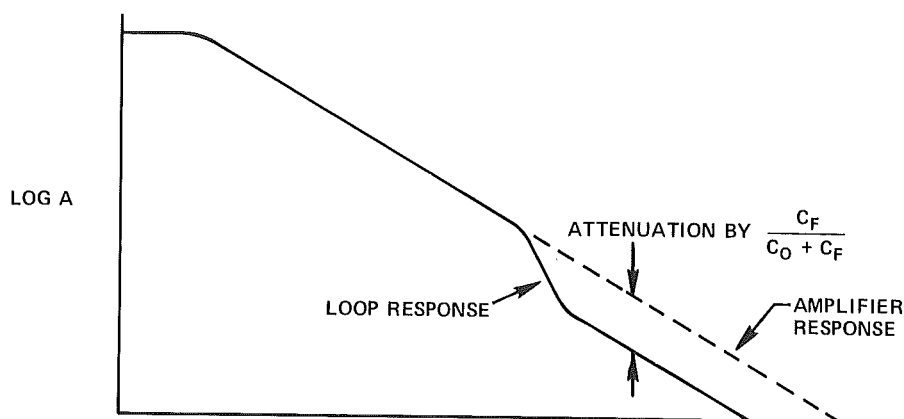 LOG A
ATTENUATION BY C_F / C_O + C_F
LOOP RESPONSE
AMPLIFIER
RESPONSE